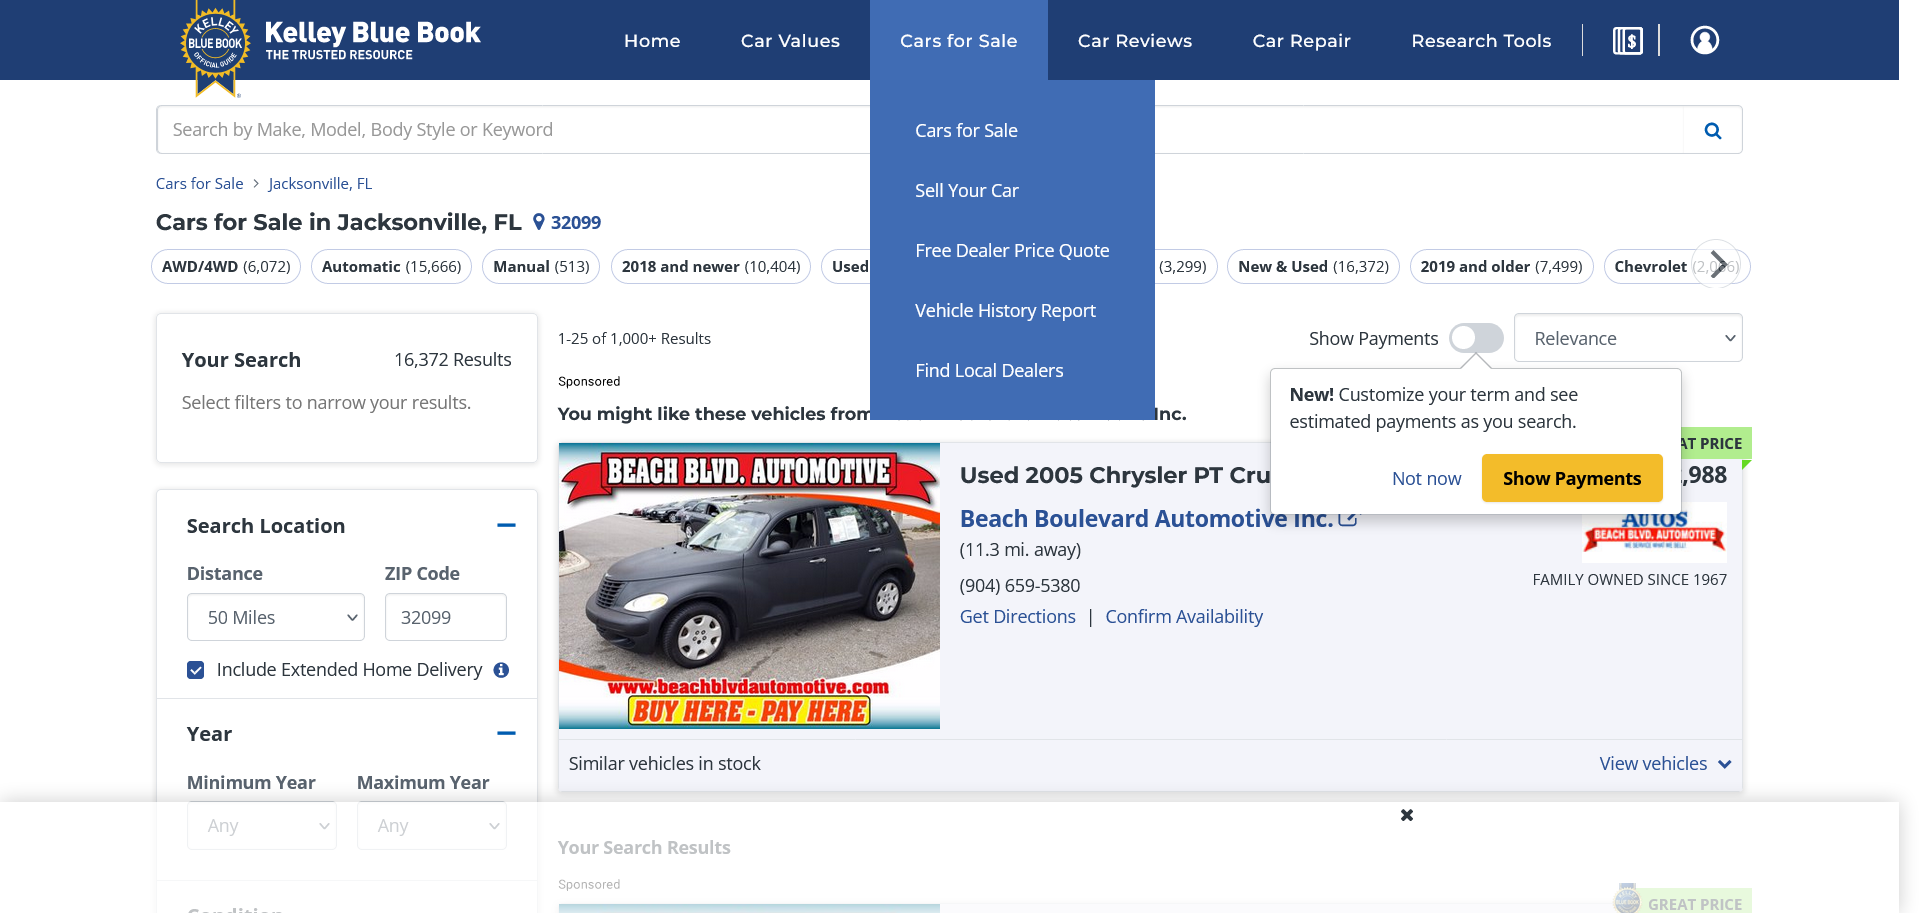 KELLEY
BLUE BOOK
OFFICIAL GUIDE
Kelley Blue Book
THE TRUSTED RESOURCE
Home
Car Values
Cars for Sale
Car Reviews
Car Repair
Research Tools
Search by Make, Model, Body Style or Keyword
Cars for Sale
Sell Your Car
Free Dealer Price Quote
Vehicle History Report
Find Local Dealers
Cars for Sale > Jacksonville, FL
Cars for Sale in Jacksonville, FL 32099
AWD/4WD (6,072)
Automatic (15,666)
Manual (513)
2018 and newer (10,404)
Used
(3,299)
New & Used (16,372)
2019 and older (7,499)
Chevrolet
Your Search
16,372 Results
Select filters to narrow your results.
1-25 of 1,000+ Results
Show Payments
Relevance
New! Customize your term and see
estimated payments as you search.
Not now
Show Payments
Sponsored
You might like these vehicles from
Inc.
BEACH BLVD. AUTOMOTIVE
www.beachblvdautomotive.com
BUY HERE - PAY HERE
Used 2005 Chrysler PT Cru
AT PRICE
,988
Beach Boulevard Automotive Inc.
(11.3 mi. away)
(904) 659-5380
Get Directions | Confirm Availability
AUTOS
BEACH BLVD. AUTOMOTIVE
WE SERVICE WHAT WE SELL!
FAMILY OWNED SINCE 1967
Similar vehicles in stock
View vehicles
Search Location
Distance
ZIP Code
50 Miles
32099
Include Extended Home Delivery
Year
Minimum Year
Maximum Year
Any
Any
Condition
Your Search Results
Sponsored
GREAT PRICE